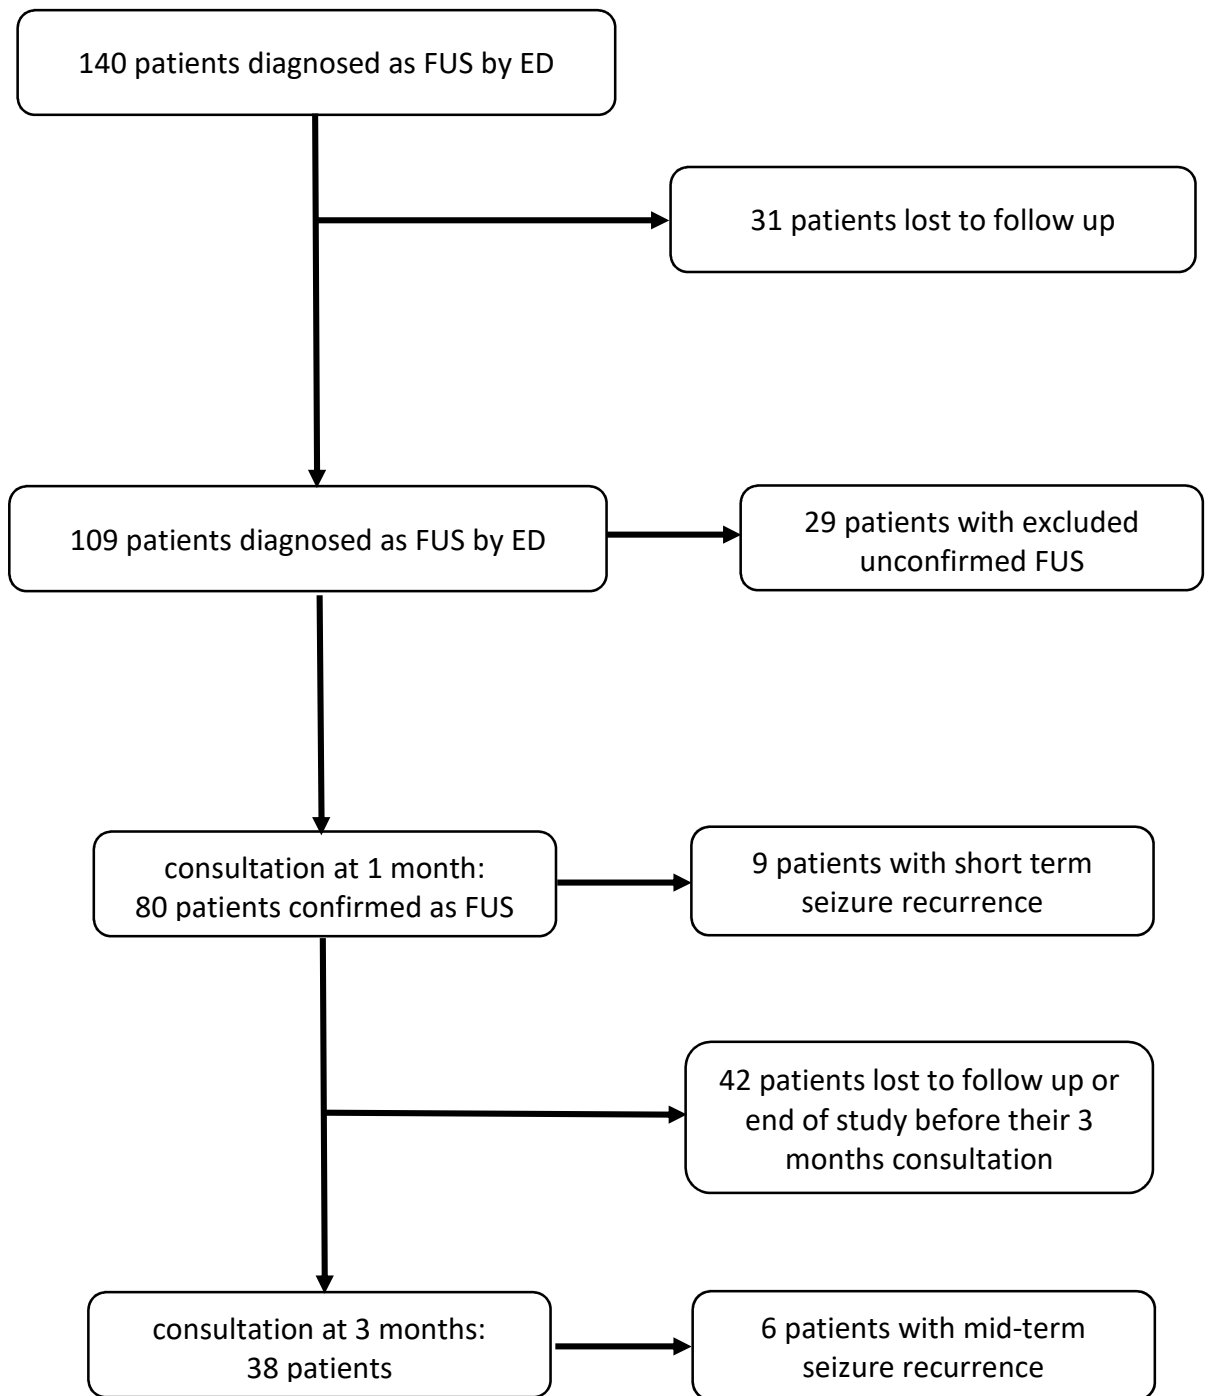 140 patients diagnosed as FUS by ED
31 patients lost to follow up
109 patients diagnosed as FUS by ED
29 patients with excluded
unconfirmed FUS
consultation at 1 month:
80 patients confirmed as FUS
9 patients with short term
seizure recurrence
42 patients lost to follow up or
end of study before their 3
months consultation
consultation at 3 months:
38 patients
6 patients with mid-term
seizure recurrence